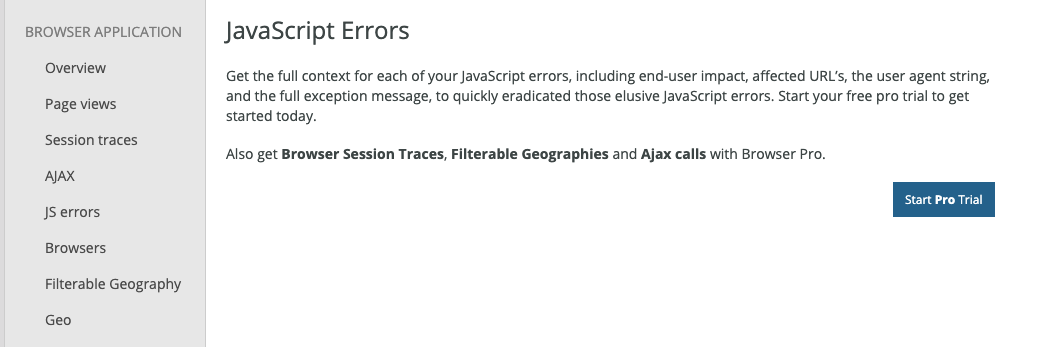 BROWSER APPLICATION
Overview
Page views
Session traces
AJAX
JS errors
Browsers
Filterable Geography
Geo
JavaScript Errors
Get the full context for each of your JavaScript errors, including end-user impact, affected URL’s, the user agent string,
and the full exception message, to quickly eradicated those elusive JavaScript errors. Start your free pro trial to get
started today.
Also get Browser Session Traces, Filterable Geographies and Ajax calls with Browser Pro.
Start Pro Trial